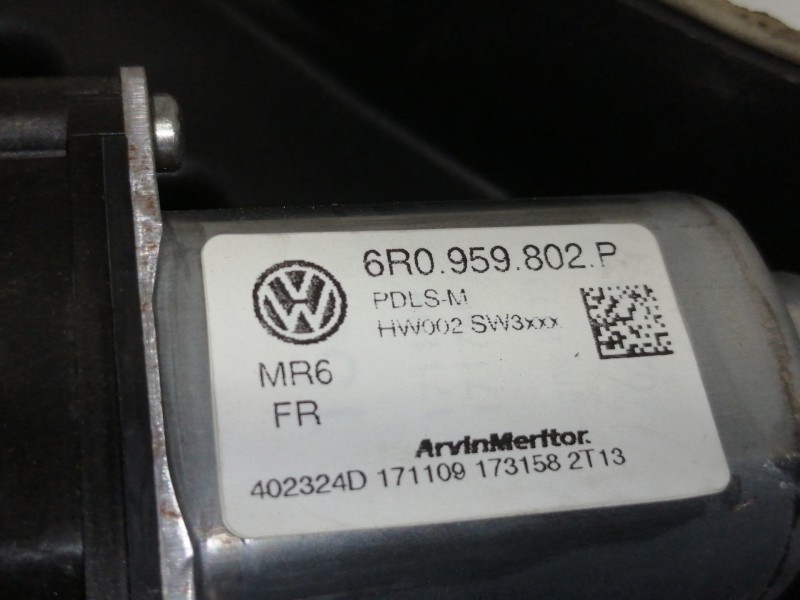 6R0.959.802.P
PDLS-M
HW002 SW3xxx
MR6
FR
ArvinMeritor.
402324D 171109 173158 2T13